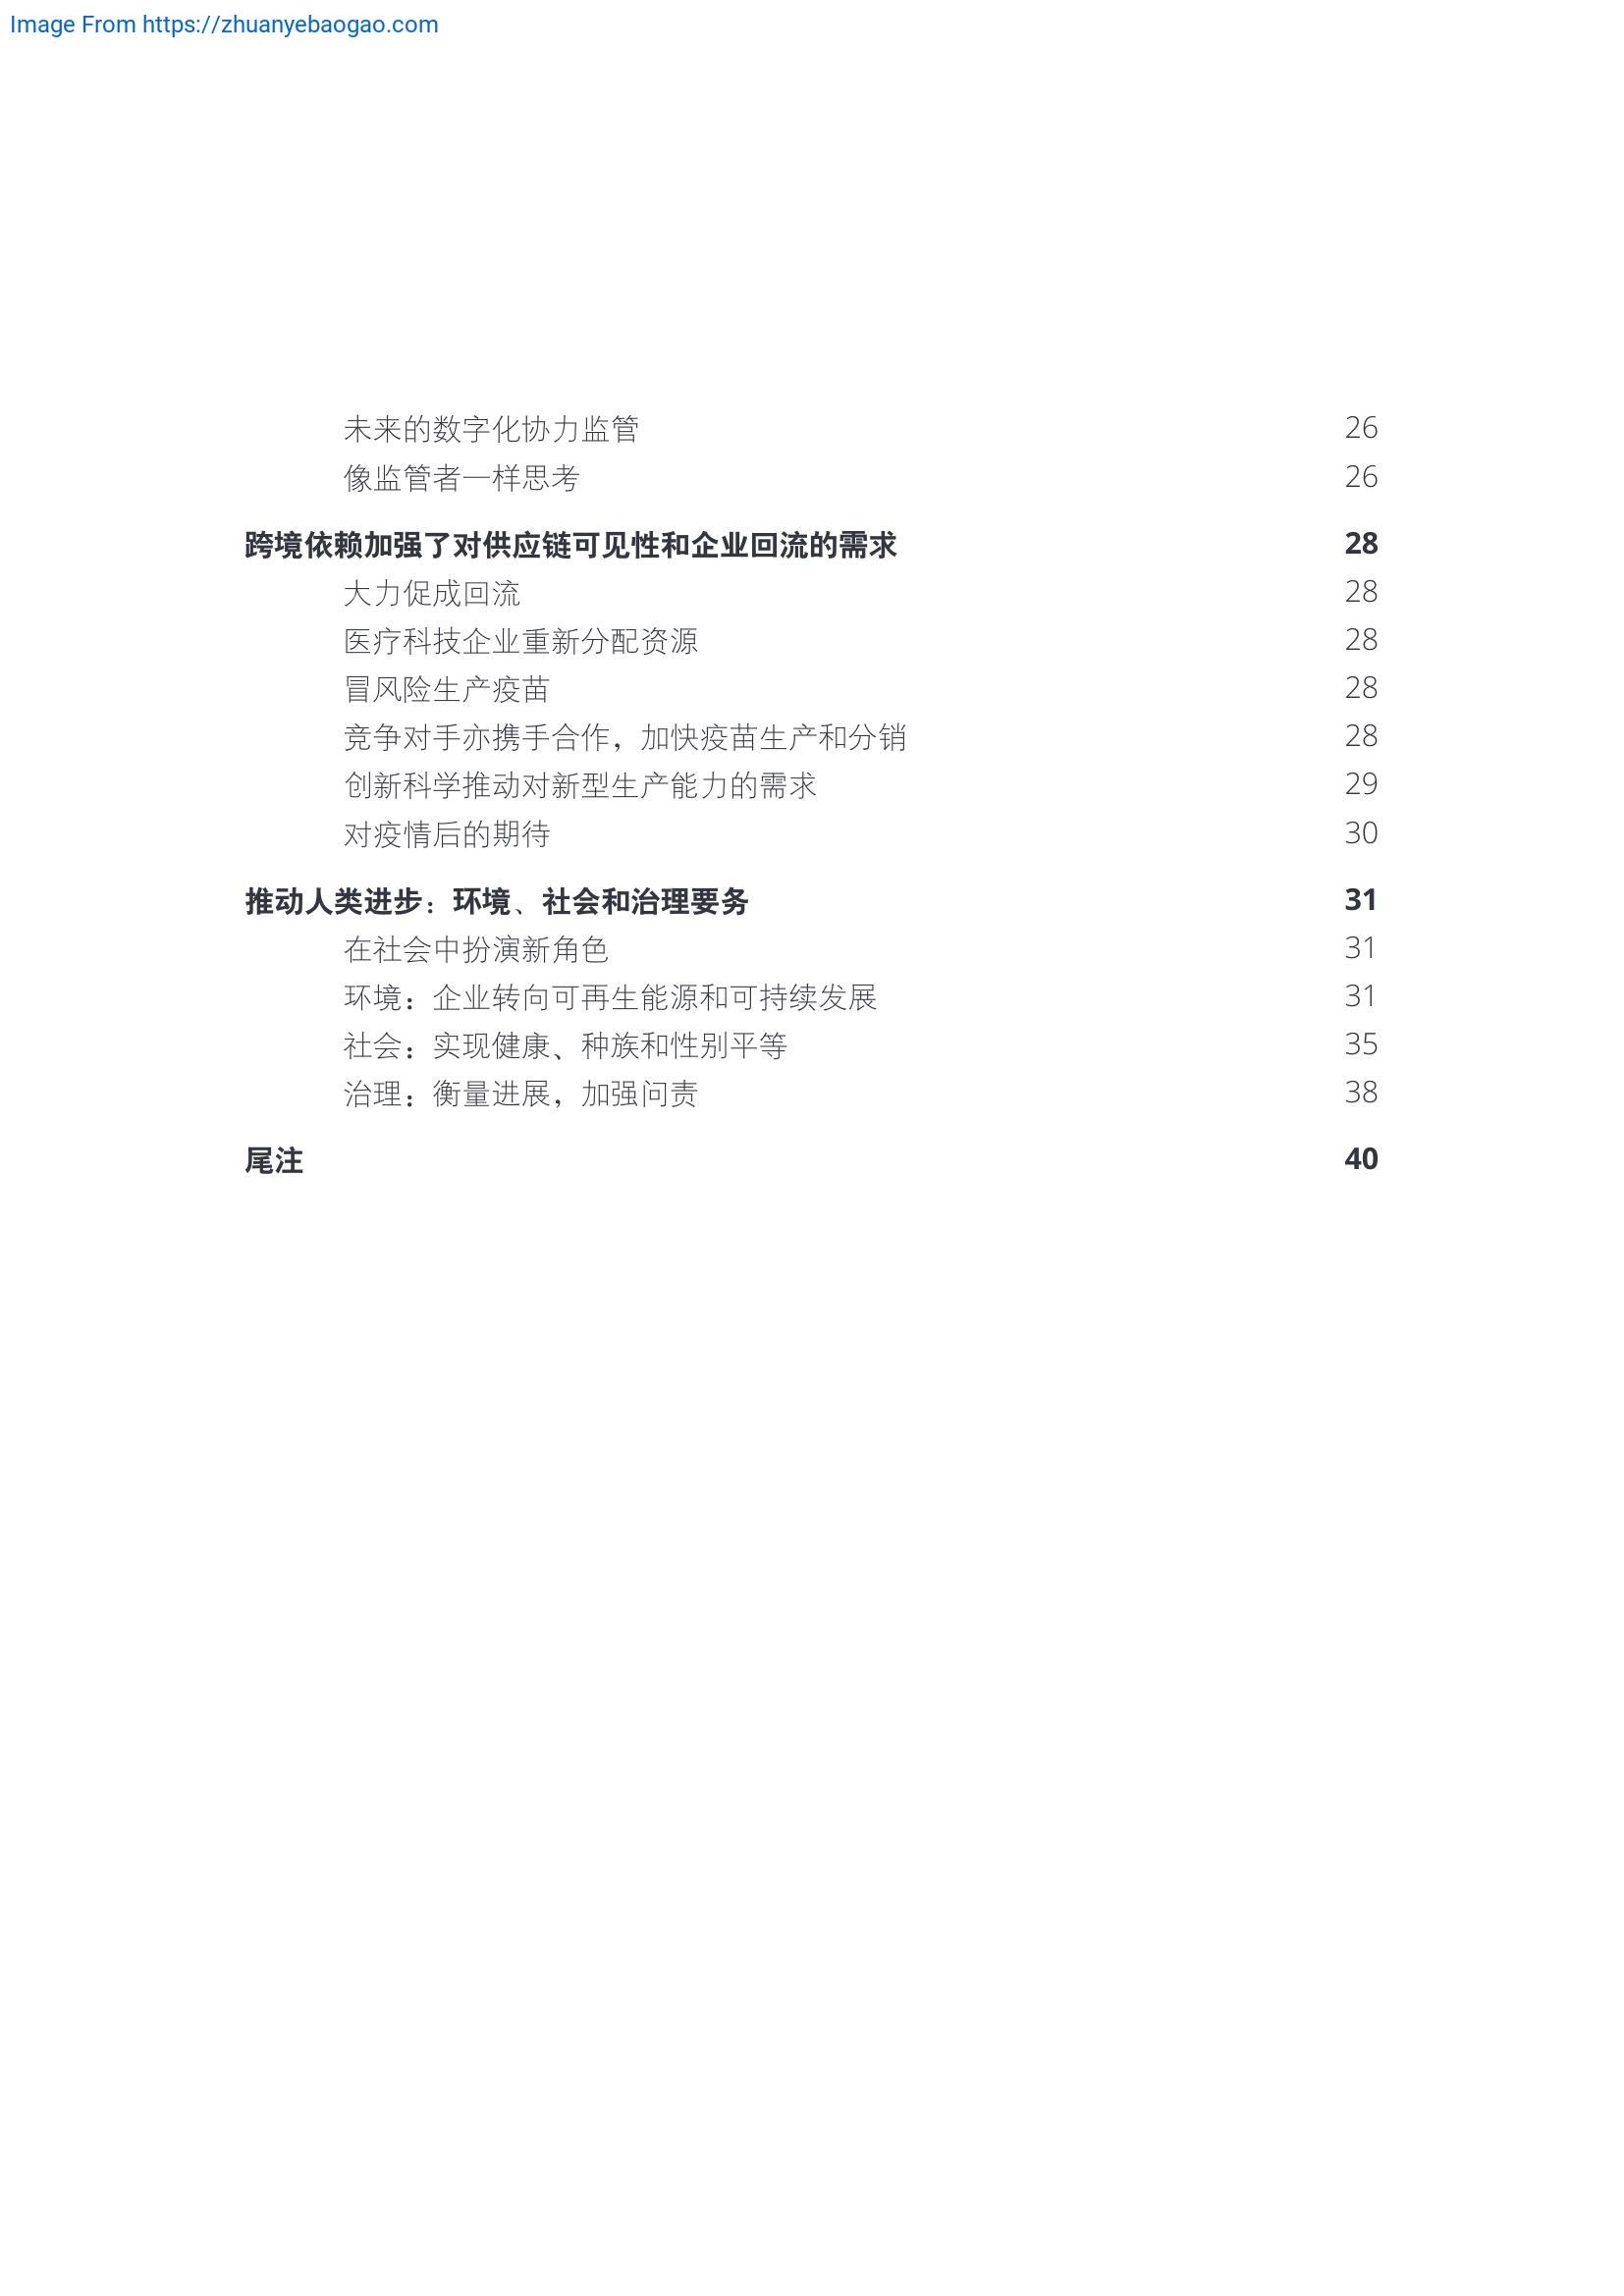 Image From https://zhuanyebaogao.com
未来的数字化协力监管 26
像监管者一样思考 26
跨境依赖加强了对供应链可见性和企业回流的需求 28
大力促成回流 28
医疗科技企业重新分配资源 28
冒风险生产疫苗 28
竞争对手亦携手合作，加快疫苗生产和分销 28
创新科学推动对新型生产能力的需求 29
对疫情后的期待 30
推动人类进步：环境、社会和治理要务 31
在社会中扮演新角色 31
环境：企业转向可再生能源和可持续发展 31
社会：实现健康、种族和性别平等 35
治理：衡量进展，加强问责 38
尾注 40